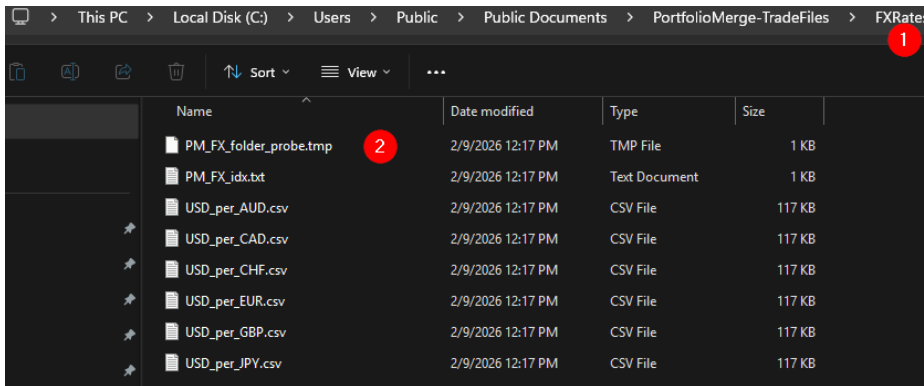 This PC > Local Disk (C:) > Users > Public > Public Documents > PortfolioMerge-TradeFiles > FXRates
1
Sort View •••
Name Date modified Type Size
PM_FX_folder_probe.tmp 2 2/9/2026 12:17 PM TMP File 1 KB
PM_FX_idx.txt 2/9/2026 12:17 PM Text Document 1 KB
USD_per_AUD.csv 2/9/2026 12:17 PM CSV File 117 KB
USD_per_CAD.csv 2/9/2026 12:17 PM CSV File 117 KB
USD_per_CHF.csv 2/9/2026 12:17 PM CSV File 117 KB
USD_per_EUR.csv 2/9/2026 12:17 PM CSV File 117 KB
USD_per_GBP.csv 2/9/2026 12:17 PM CSV File 117 KB
USD_per_JPY.csv 2/9/2026 12:17 PM CSV File 117 KB